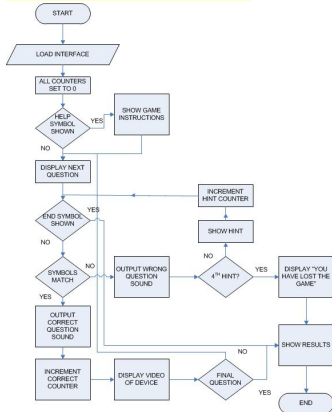 START
LOAD INTERFACE
ALL COUNTERS
SET TO 0
HELP
SYMBOL
SHOWN
YES
SHOW GAME
INSTRUCTIONS
NO
DISPLAY NEXT
QUESTION
INCREMENT
HINT COUNTER
END SYMBOL
SHOWN
YES
SHOW HINT
NO
NO
SYMBOLS
MATCH
NO
OUTPUT WRONG
QUESTION
SOUND
4TH HINT?
YES
DISPLAY "YOU
HAVE LOST THE
GAME"
YES
OUTPUT
CORRECT
QUESTION
SOUND
NO
SHOW RESULTS
INCREMENT
CORRECT
COUNTER
DISPLAY VIDEO
OF DEVICE
FINAL
QUESTION
YES
END